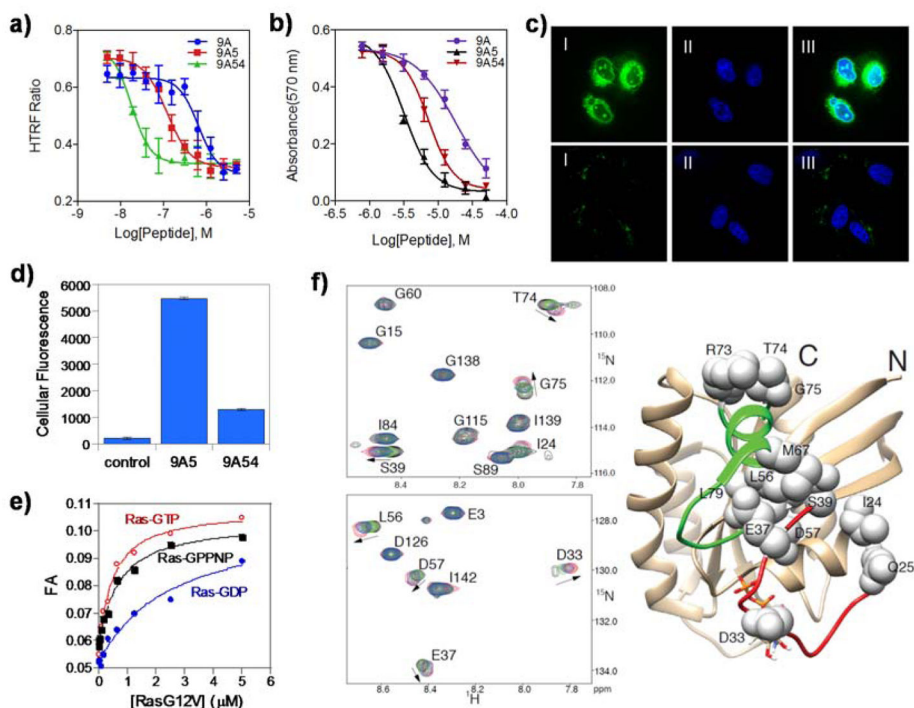 a)
0.8
0.6
0.4
0.2
HTRF Ratio
9A
9A5
9A54
-9 -8 -7 -6 -5
Log[Peptide], M
b)
0.6
0.4
0.2
0.0
Absorbance(570 nm)
9A
9A5
9A54
-6.5 -6.0 -5.5 -5.0 -4.5 -4.0
Log[Peptide], M
c)
I II III
I II III
d)
6000
5000
4000
3000
2000
1000
0
Cellular Fluorescence
control 9A5 9A54
e)
0.11
0.10
0.09
0.08
0.07
0.06
0.05
FA
Ras-GTP
Ras-GPPNP
Ras-GDP
0 1 2 3 4 5 6
[RasG12V] (μM)
f)
G60
T74
G15
G138
G75
I84
G115
I139
I24
S39
S89
108.0
110.0
15N
112.0
114.0
116.0
8.4 8.2 8.0
L56
E3
D126
D57
D33
I142
E37
128.0
130.0
15N
132.0
134.0
8.6 8.4 8.2 8.0 7.8 ppm
1H
R73
T74
C
N
G75
M67
L56
L79
S39
I24
E37
D57
Q25
D33